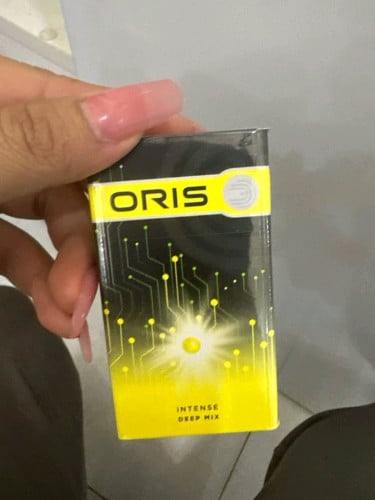 ORIS
INTENSE
DEEP MIX